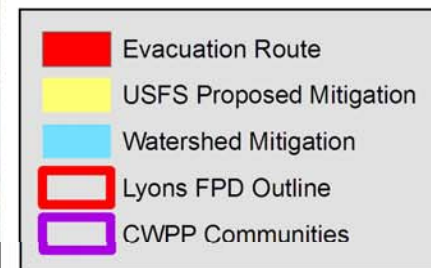 Evacuation Route
USFS Proposed Mitigation
Watershed Mitigation
Lyons FPD Outline
CWPP Communities